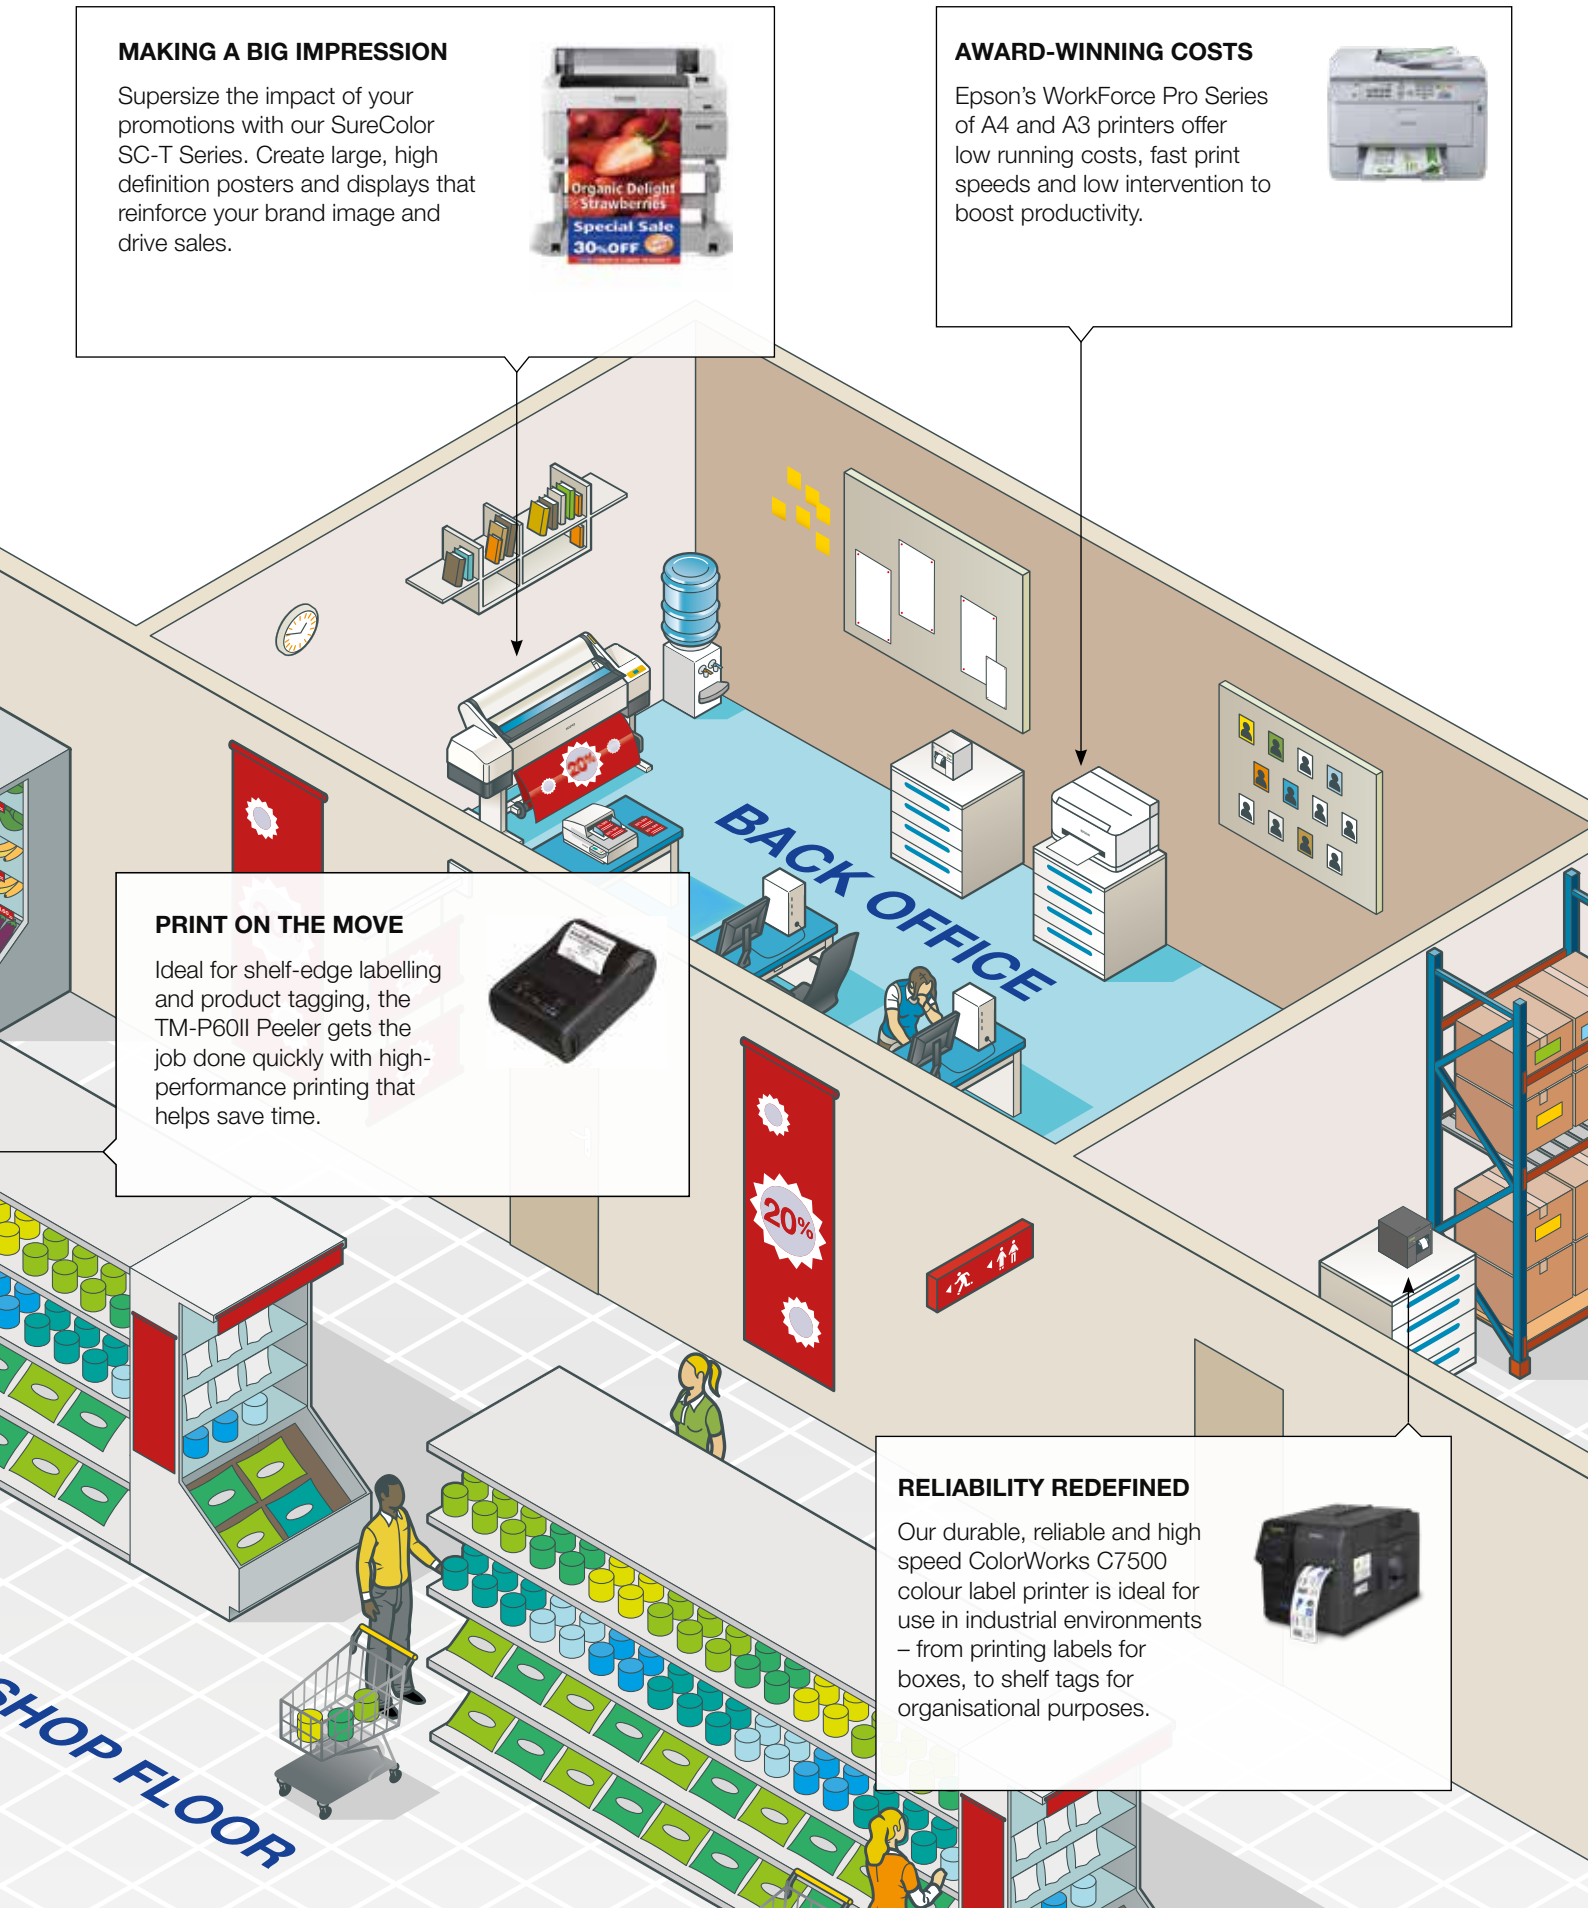 MAKING A BIG IMPRESSION
Supersize the impact of your
promotions with our SureColor
SC-T Series. Create large, high
definition posters and displays that
reinforce your brand image and
drive sales.
Organic Delight
Strawberries
Special Sale
30%OFF
AWARD-WINNING COSTS
Epson’s WorkForce Pro Series
of A4 and A3 printers offer
low running costs, fast print
speeds and low intervention to
boost productivity.
20%
BACK OFFICE
PRINT ON THE MOVE
Ideal for shelf-edge labelling
and product tagging, the
TM-P60II Peeler gets the
job done quickly with high-
performance printing that
helps save time.
20%
RELIABILITY REDEFINED
Our durable, reliable and high
speed ColorWorks C7500
colour label printer is ideal for
use in industrial environments
– from printing labels for
boxes, to shelf tags for
organisational purposes.
SHOP FLOOR